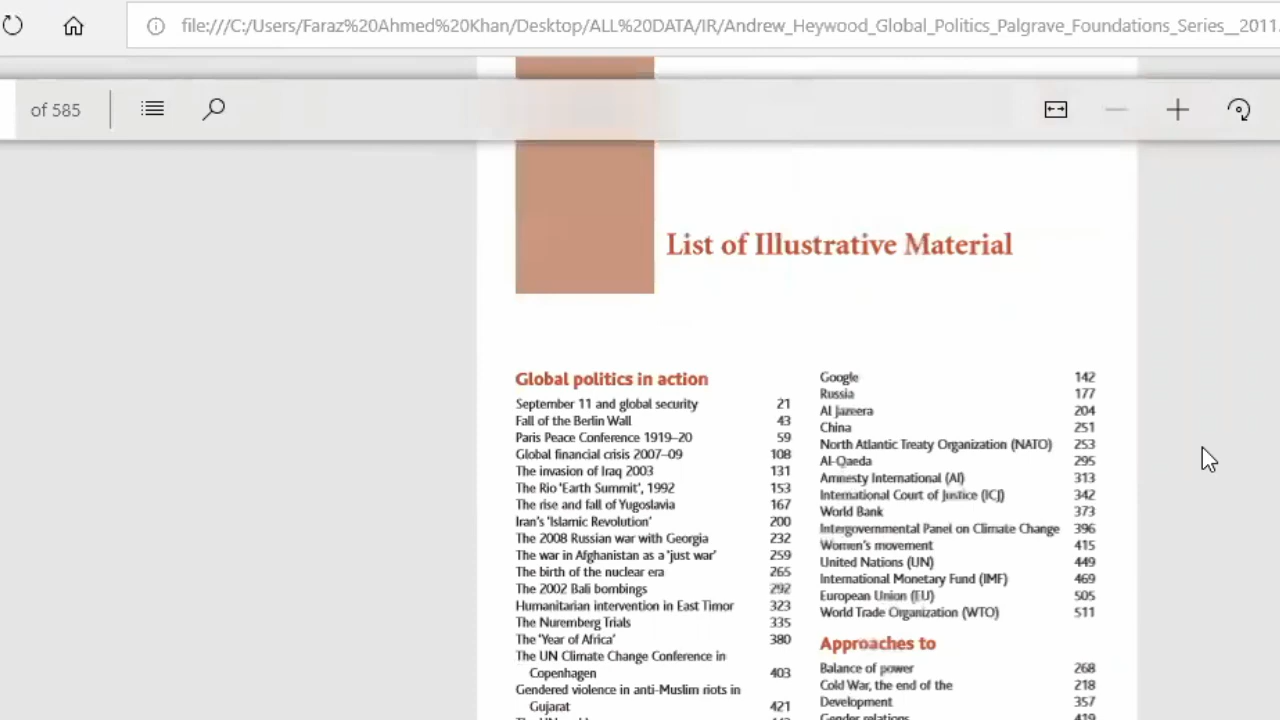 file:///C:/Users/Faraz%20Ahmed%20Khan/Desktop/ALL%20DATA/IR/Andrew_Heywood_Global_Politics_Palgrave_Foundations_Series__2011.
of 585
List of Illustrative Material
Global politics in action
September 11 and global security 21
Fall of the Berlin Wall 43
Paris Peace Conference 1919–20 59
Global financial crisis 2007–09 108
The invasion of Iraq 2003 131
The Rio 'Earth Summit', 1992 153
The rise and fall of Yugoslavia 167
Iran's 'Islamic Revolution' 200
The 2008 Russian war with Georgia 232
The war in Afghanistan as a 'just war' 259
The birth of the nuclear era 265
The 2002 Bali bombings 292
Humanitarian intervention in East Timor 323
The Nuremberg Trials 335
The 'Year of Africa' 380
The UN Climate Change Conference in
Copenhagen 403
Gendered violence in anti-Muslim riots in
Gujarat 421
Google 142
Russia 177
Al Jazeera 204
China 251
North Atlantic Treaty Organization (NATO) 253
Al-Qaeda 295
Amnesty International (AI) 313
International Court of Justice (ICJ) 342
World Bank 373
Intergovernmental Panel on Climate Change 396
Women's movement 415
United Nations (UN) 449
International Monetary Fund (IMF) 469
European Union (EU) 505
World Trade Organization (WTO) 511
Approaches to
Balance of power 268
Cold War, the end of the 218
Development 357
Gender relations 419